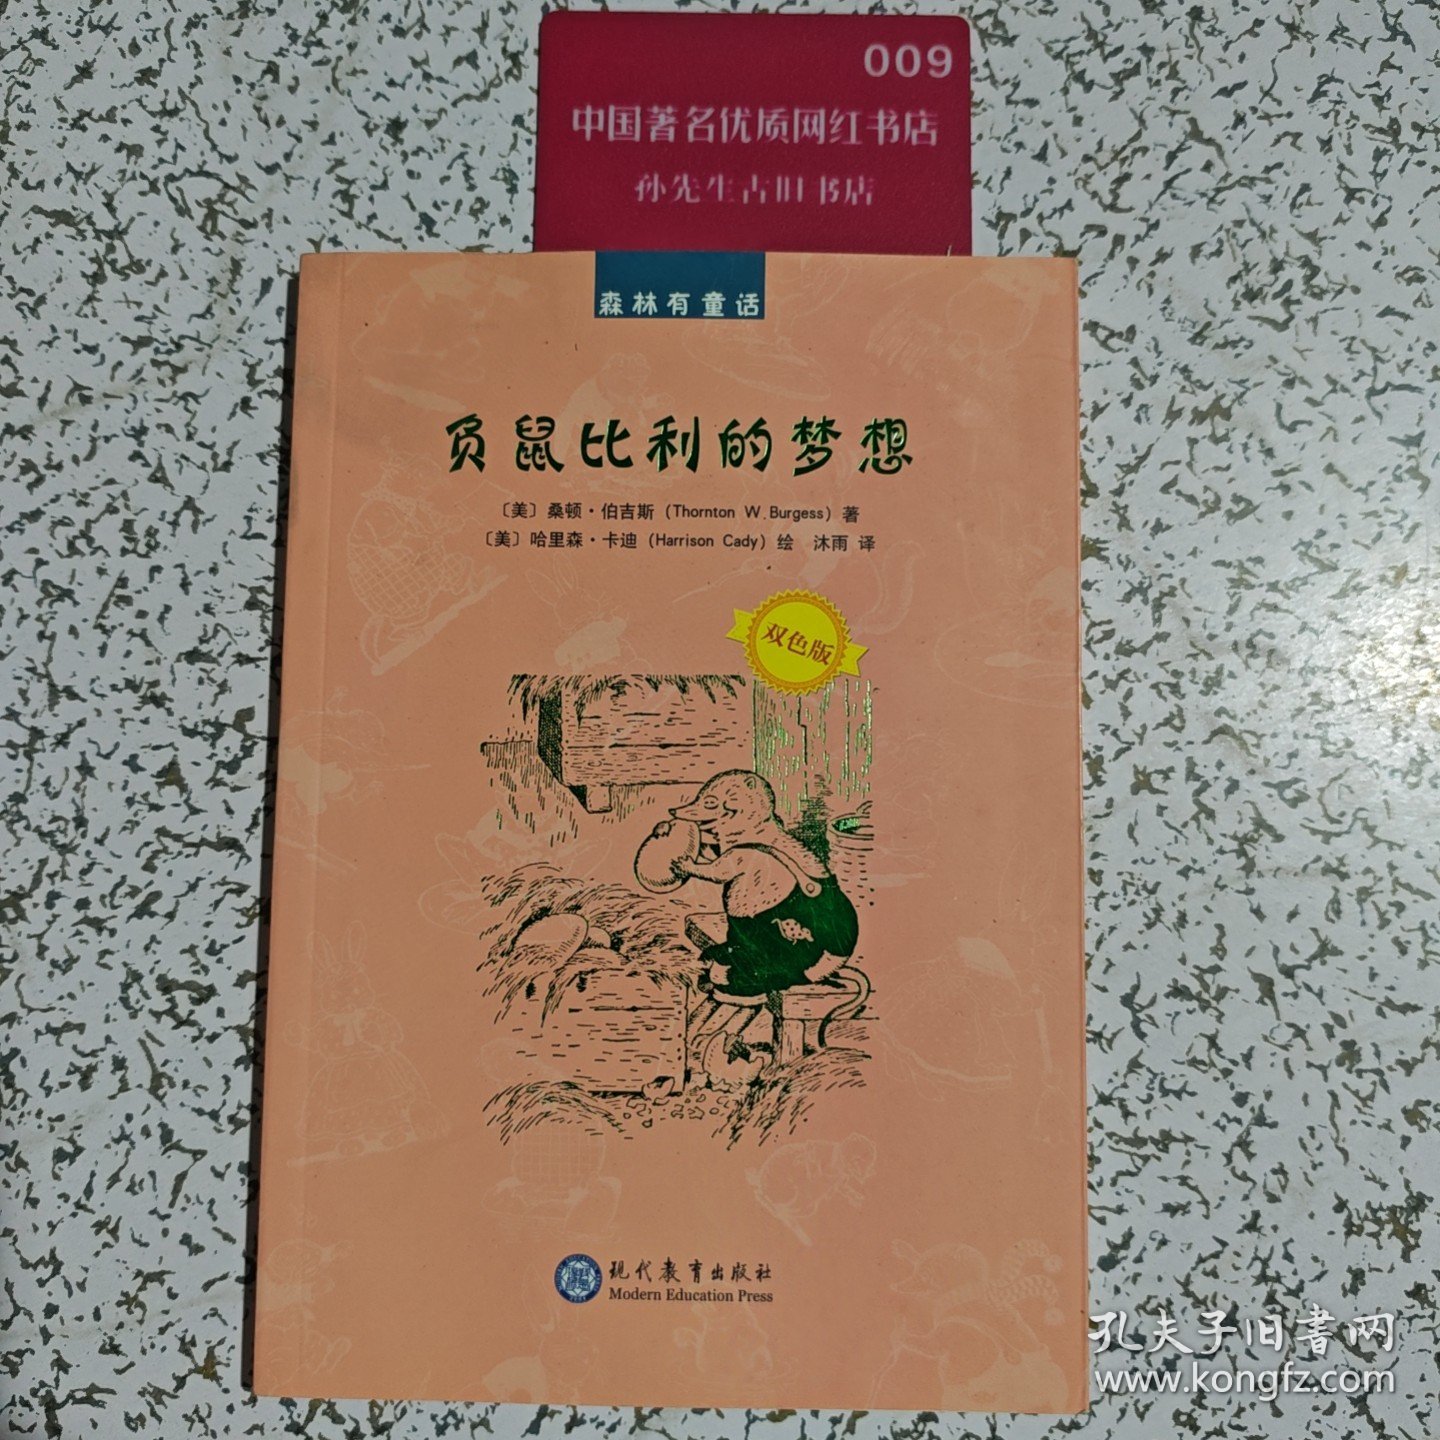 009
中国著名优质网红书店
孙先生古旧书店
森林有童话
负鼠比利的梦想
〔美〕桑顿·伯吉斯（Thornton W.Burgess）著
〔美〕哈里森·卡迪（Harrison Cady）绘 沐雨 译
双色版
现代教育出版社
Modern Education Press
孔夫子旧书网
www.kongfz.com